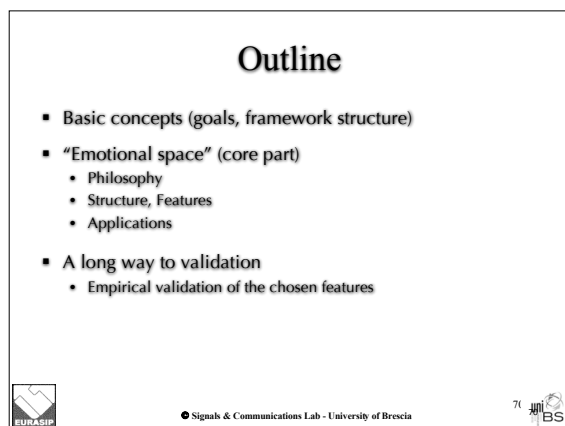 Outline
▪ Basic concepts (goals, framework structure)
▪ “Emotional space” (core part)
• Philosophy
• Structure, Features
• Applications
▪ A long way to validation
• Empirical validation of the chosen features
EURASIP
Signals & Communications Lab - University of Brescia
uni
BS